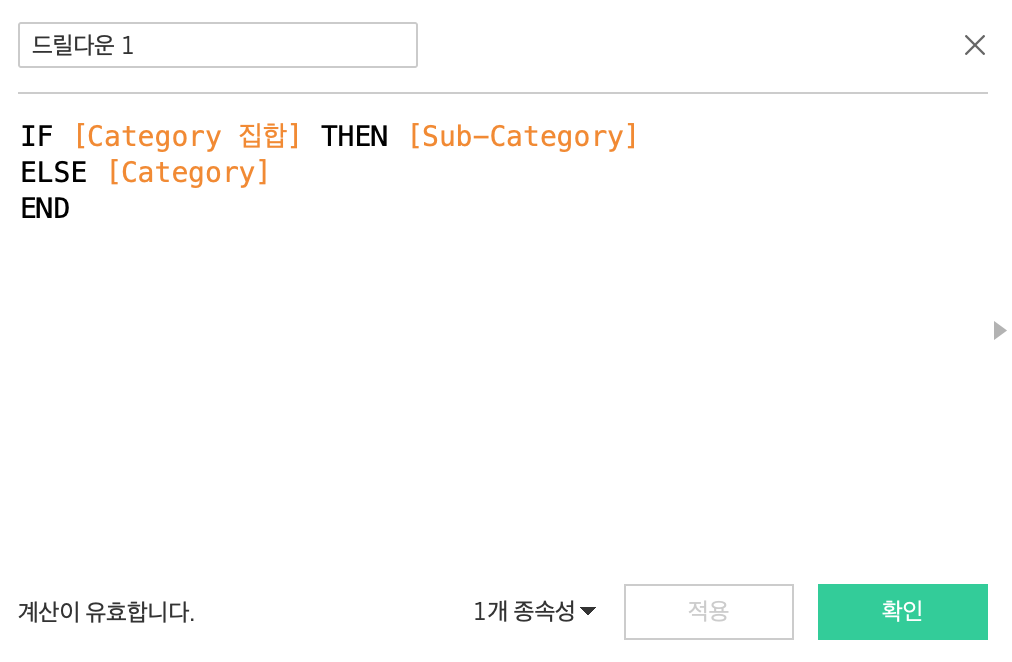 드릴다운 1
IF [Category 집합] THEN [Sub-Category]
ELSE [Category]
END
계산이 유효합니다.
1개 종속성
적용
확인